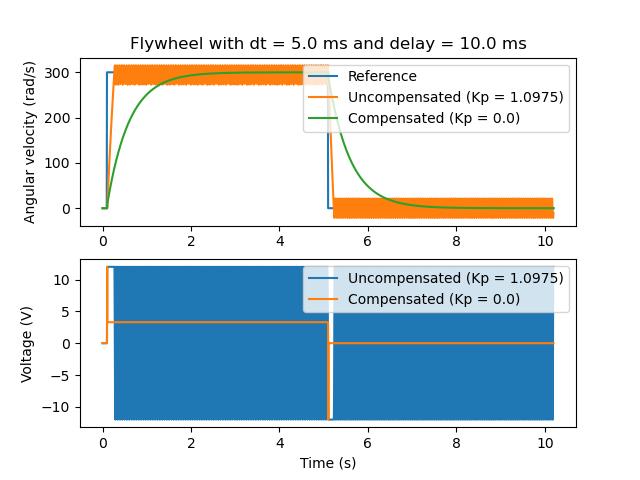 Flywheel with dt = 5.0 ms and delay = 10.0 ms
Angular velocity (rad/s)
300
200
100
0
Reference
Uncompensated (Kp = 1.0975)
Compensated (Kp = 0.0)
0 2 4 6 8 10
Voltage (V)
10
5
0
−5
−10
Uncompensated (Kp = 1.0975)
Compensated (Kp = 0.0)
0 2 4 6 8 10
Time (s)